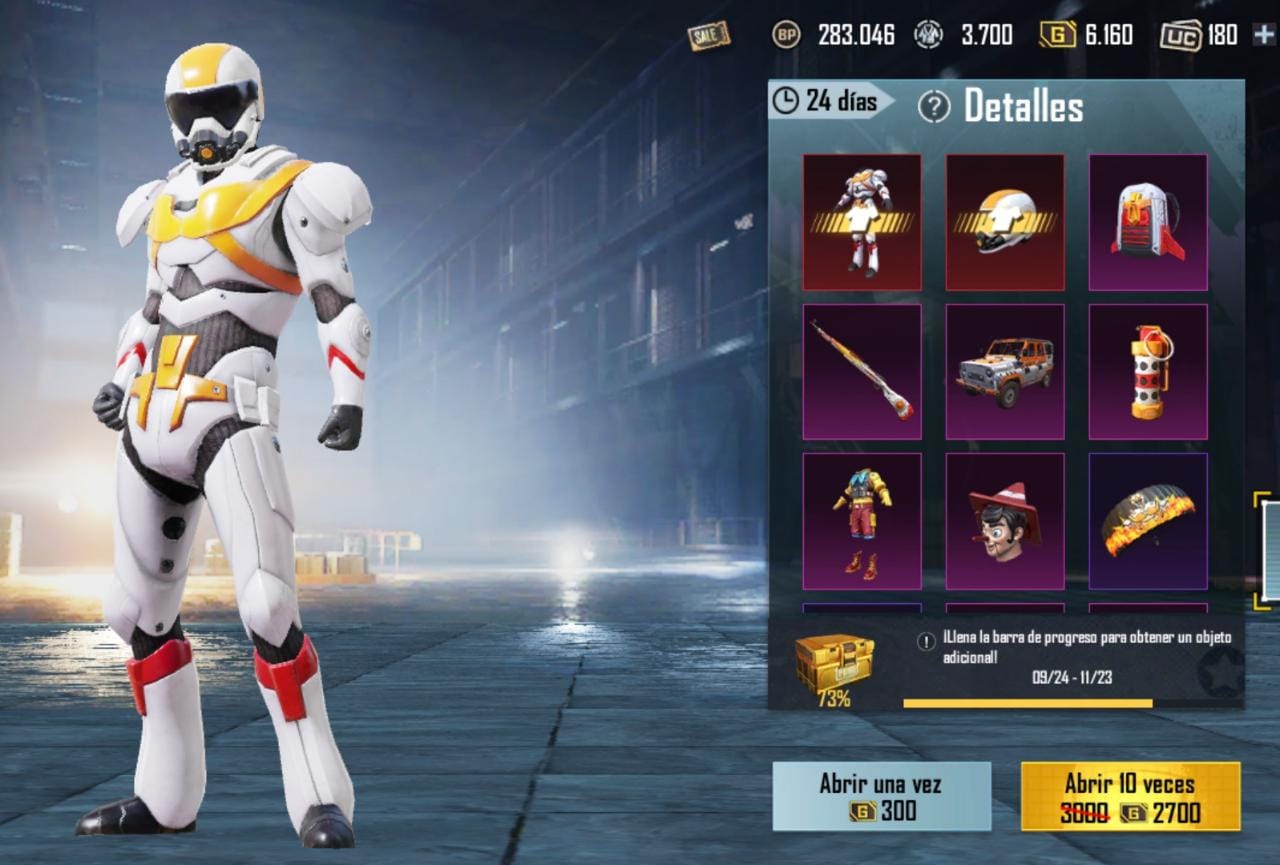 SALE
BP 283.046 3.700 G 6.160 UC 180
24 días
? Detalles
¡Llena la barra de progreso para obtener un objeto
adicional!
09/24 - 11/23
73%
Abrir una vez
G 300
Abrir 10 veces
3000 G 2700